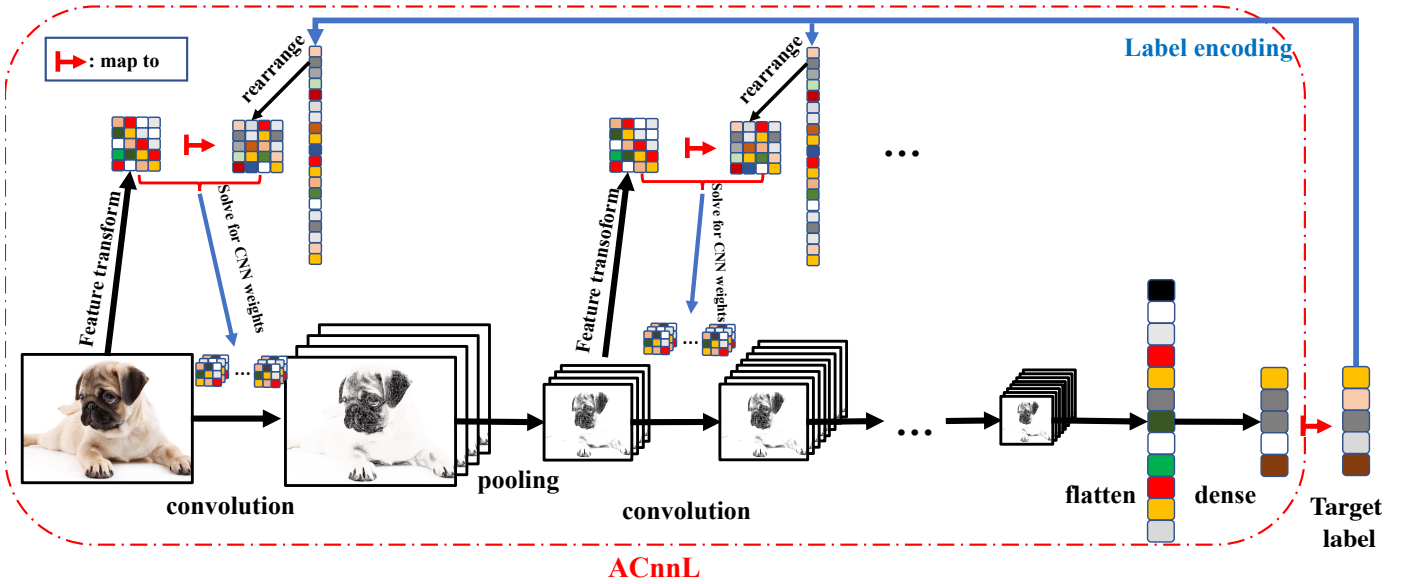 Label encoding
: map to
rearrange
rearrange
...
Feature transform
Solve for CNN weights
Feature transoform
Solve for CNN weights
...
...
...
pooling
convolution
convolution
flatten
dense
Target
label
ACnnL